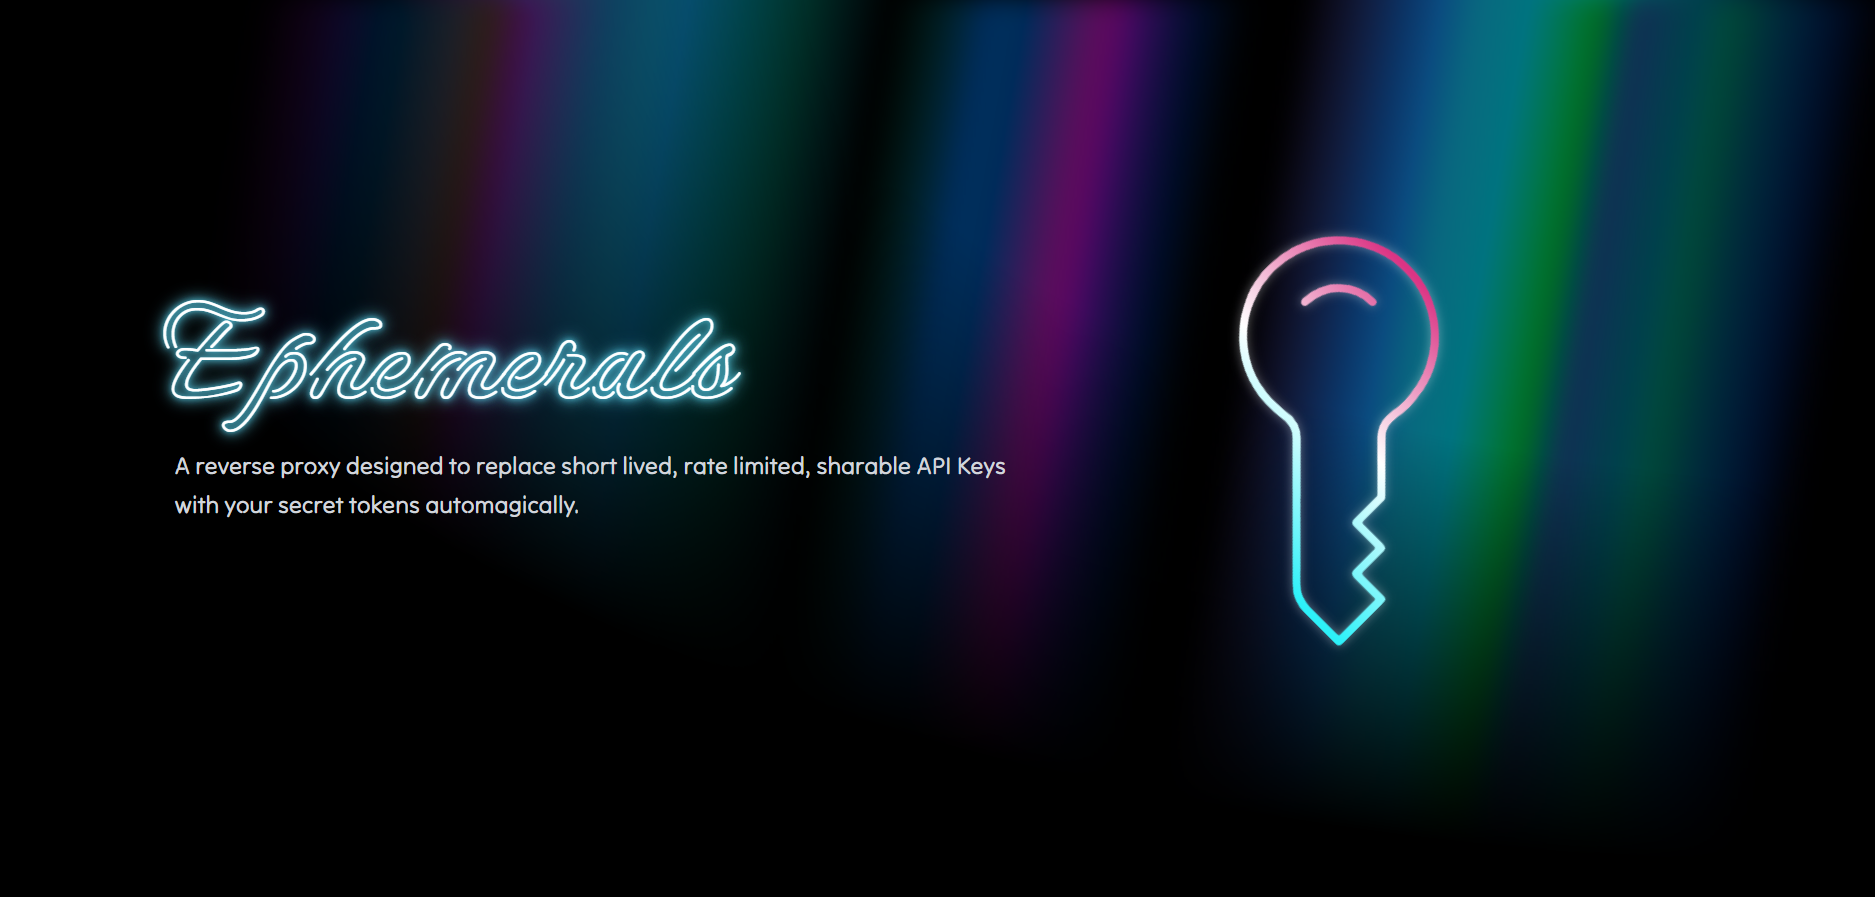 Ephemerals
A reverse proxy designed to replace short lived, rate limited, sharable API Keys
with your secret tokens automagically.